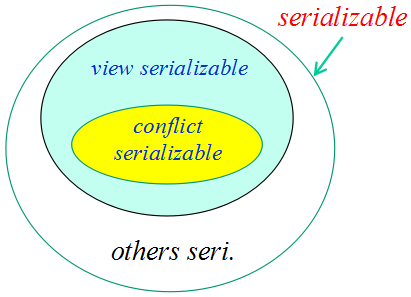 serializable
view serializable
conflict
serializable
others seri.